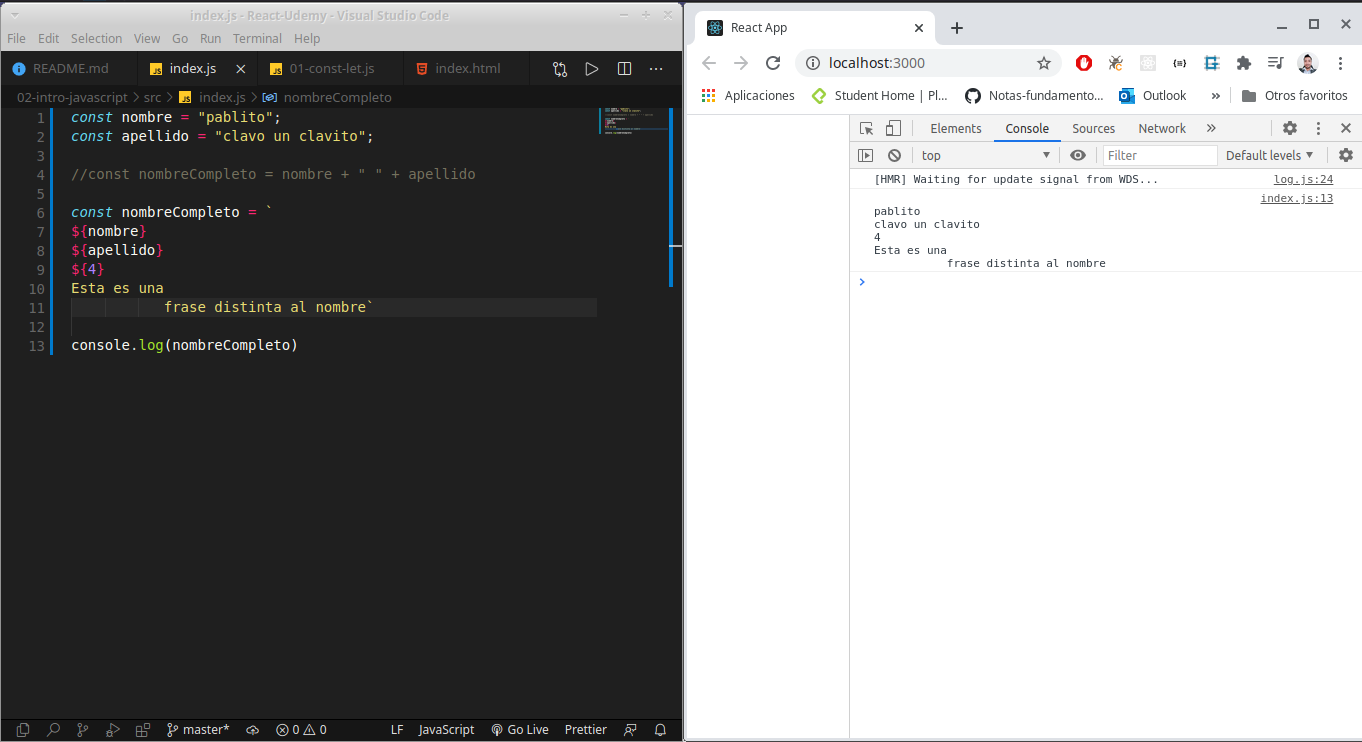 index.js - React-Udemy - Visual Studio Code
File Edit Selection View Go Run Terminal Help
README.md index.js 01-const-let.js index.html
02-intro-javascript > src > index.js > nombreCompleto
1 const nombre = "pablito";
2 const apellido = "clavo un clavito";
3
4 //const nombreCompleto = nombre + " " + apellido
5
6 const nombreCompleto = `
7 ${nombre}
8 ${apellido}
9 ${4}
10 Esta es una
11 frase distinta al nombre`
12
13 console.log(nombreCompleto)
master* 0 0 LF JavaScript Go Live Prettier
React App
localhost:3000
Aplicaciones Student Home | Pl... Notas-fundamento... Outlook » Otros favoritos
Elements Console Sources Network »
top Filter Default levels
[HMR] Waiting for update signal from WDS... log.js:24
index.js:13
pablito
clavo un clavito
4
Esta es una
frase distinta al nombre